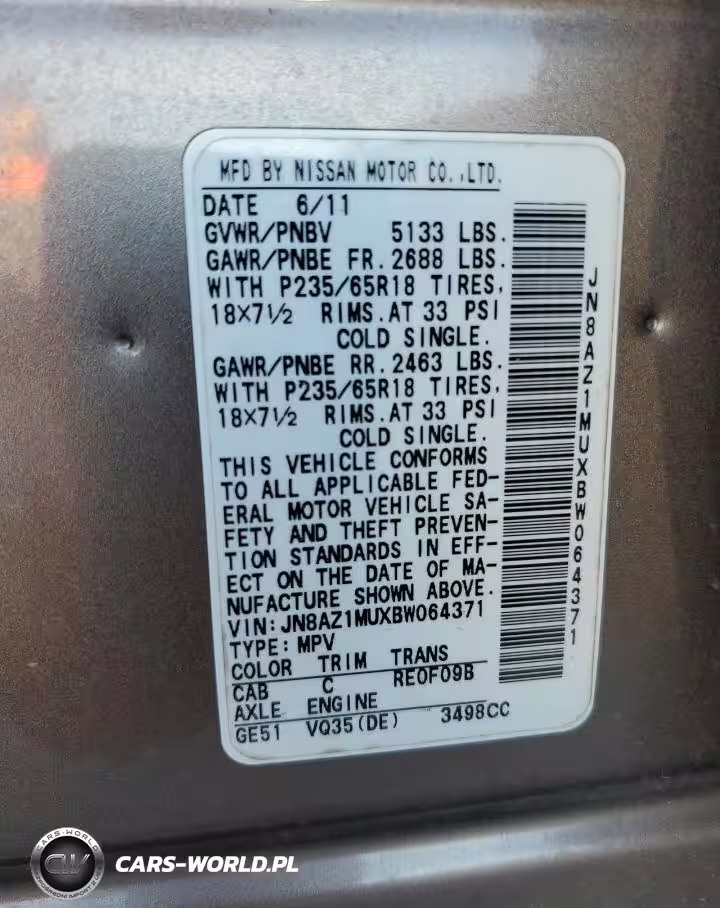 MFD BY NISSAN MOTOR CO.,LTD.
DATE 6/11
GVWR/PNBV 5133 LBS.
GAWR/PNBE FR.2688 LBS.
WITH P235/65R18 TIRES,
18X7½ RIMS.AT 33 PSI
COLD SINGLE.
GAWR/PNBE RR.2463 LBS.
WITH P235/65R18 TIRES,
18X7½ RIMS.AT 33 PSI
COLD SINGLE.
THIS VEHICLE CONFORMS
TO ALL APPLICABLE FED-
ERAL MOTOR VEHICLE SA-
FETY AND THEFT PREVEN-
TION STANDARDS IN EFF-
ECT ON THE DATE OF MA-
NUFACTURE SHOWN ABOVE.
VIN:JN8AZ1MUXBW064371
TYPE:MPV
COLOR TRIM TRANS
CAB C RE0F09B
AXLE ENGINE
GE51 VQ35(DE) 3498CC
JN8AZ1MUXBW064371
CARS-WORLD
CW
CARS-WORLD.PL